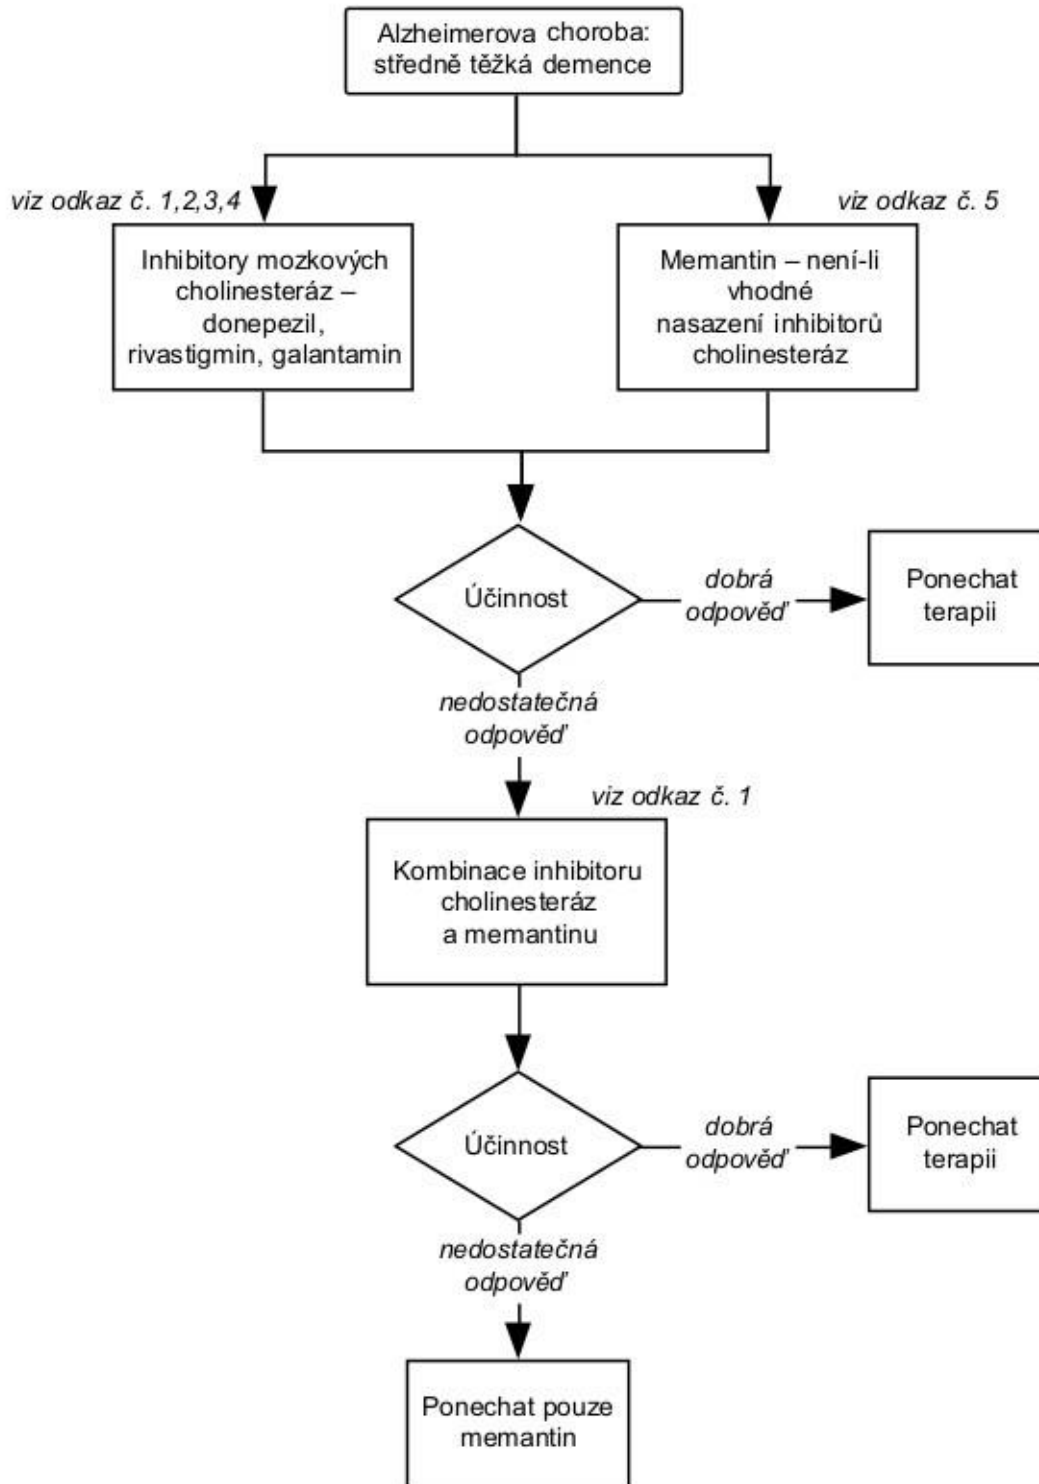 Alzheimerova choroba:
středně těžká demence
viz odkaz č. 1,2,3,4
viz odkaz č. 5
Inhibitory mozkových
cholinesteráz –
donepezil,
rivastigmin, galantamin
Memantin – není-li
vhodné
nasazení inhibitorů
cholinesteráz
Účinnost
dobrá
odpověď
Ponechat
terapii
nedostatečná
odpověď
viz odkaz č. 1
Kombinace inhibitoru
cholinesteráz
a memantinu
Účinnost
dobrá
odpověď
Ponechat
terapii
nedostatečná
odpověď
Ponechat pouze
memantin